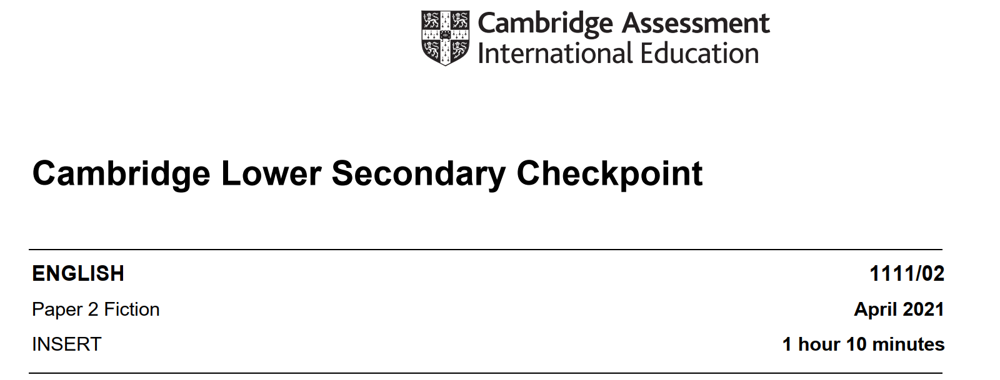 Cambridge Assessment
International Education
Cambridge Lower Secondary Checkpoint
ENGLISH 1111/02
Paper 2 Fiction April 2021
INSERT 1 hour 10 minutes